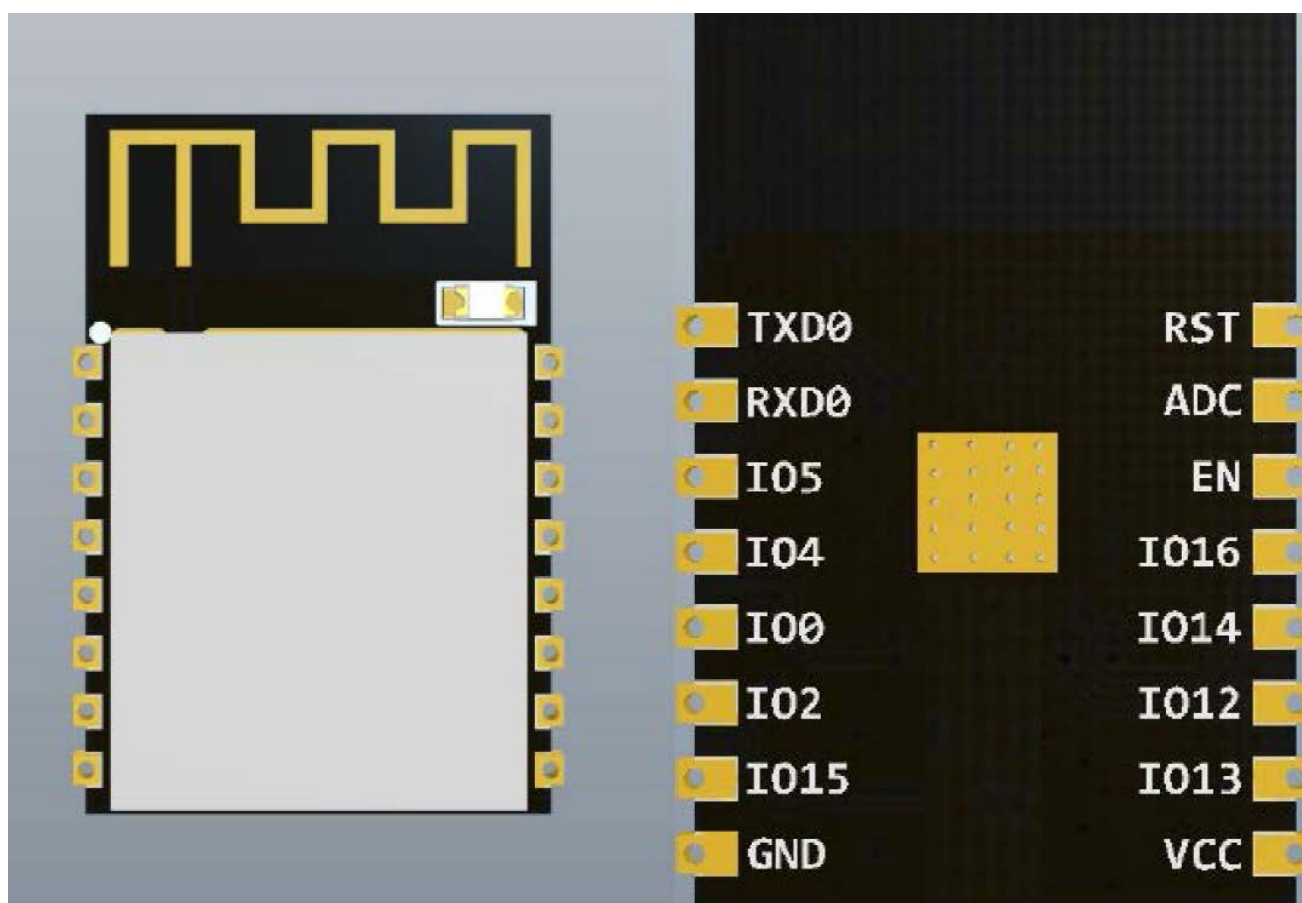 TXD0 RST
RXD0 ADC
IO5 EN
IO4 IO16
IO0 IO14
IO2 IO12
IO15 IO13
GND VCC